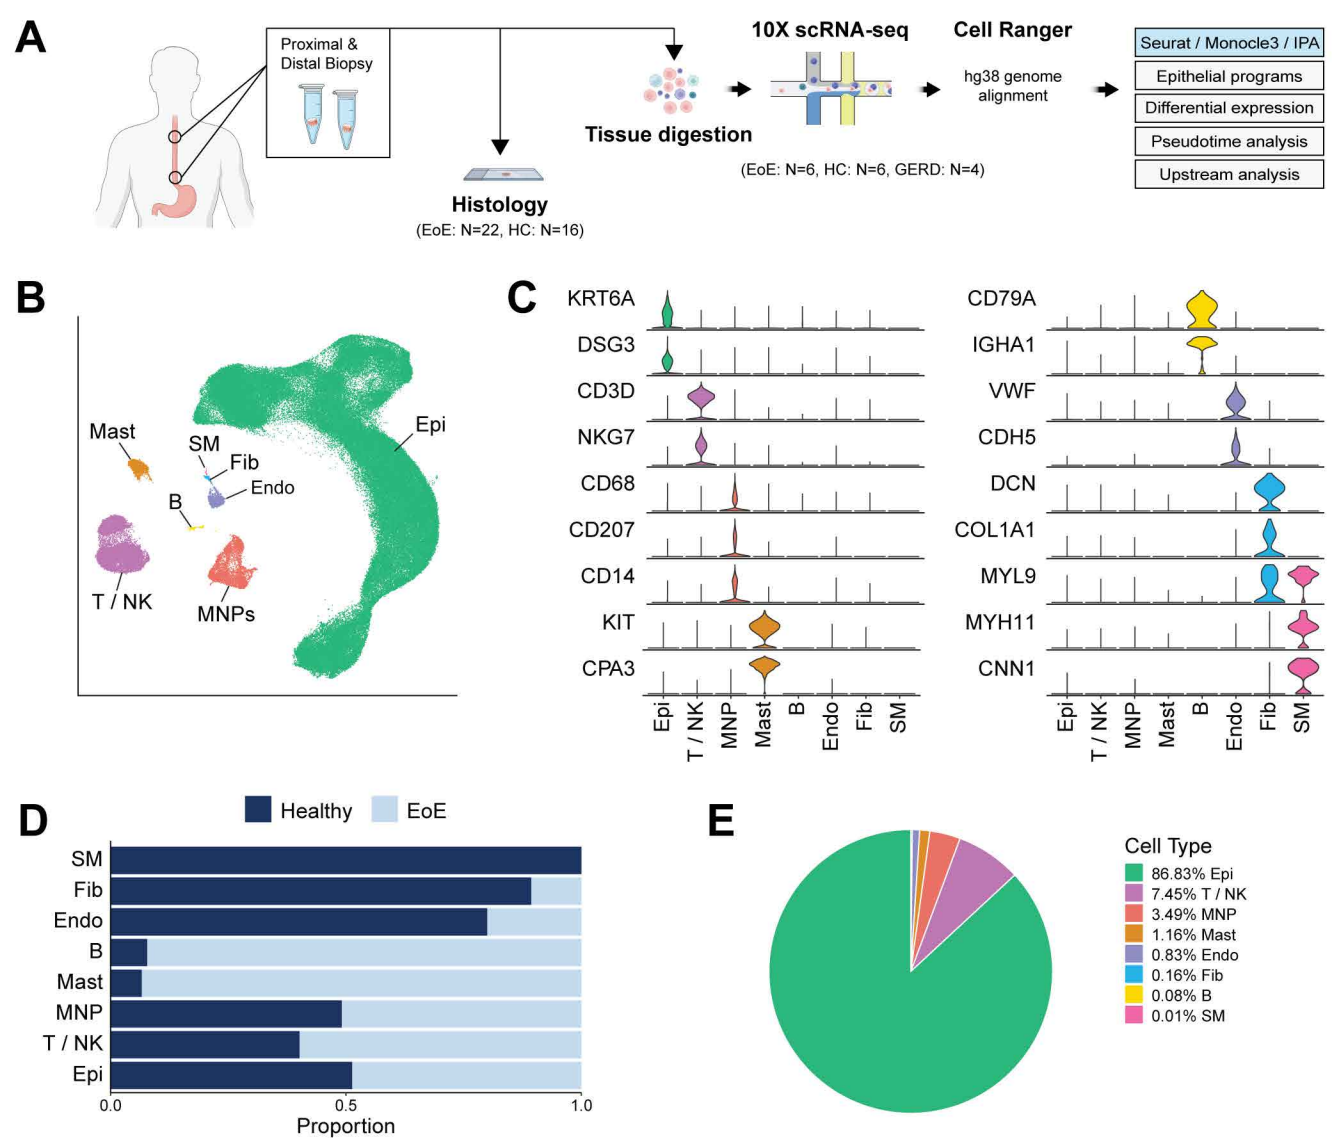 A
Proximal &
Distal Biopsy
Histology
(EoE: N=22, HC: N=16)
Tissue digestion
10X scRNA-seq
(EoE: N=6, HC: N=6, GERD: N=4)
Cell Ranger
hg38 genome
alignment
Seurat / Monocle3 / IPA
Epithelial programs
Differential expression
Pseudotime analysis
Upstream analysis
B
Epi
Mast
SM
Fib
Endo
B
T / NK
MNPs
C
KRT6A
DSG3
CD3D
NKG7
CD68
CD207
CD14
KIT
CPA3
Epi
T / NK
MNP
Mast
B
Endo
Fib
SM
CD79A
IGHA1
VWF
CDH5
DCN
COL1A1
MYL9
MYH11
CNN1
Epi
T / NK
MNP
Mast
B
Endo
Fib
SM
D
Healthy
EoE
SM
Fib
Endo
B
Mast
MNP
T / NK
Epi
0.0
0.5
1.0
Proportion
E
Cell Type
86.83% Epi
7.45% T / NK
3.49% MNP
1.16% Mast
0.83% Endo
0.16% Fib
0.08% B
0.01% SM